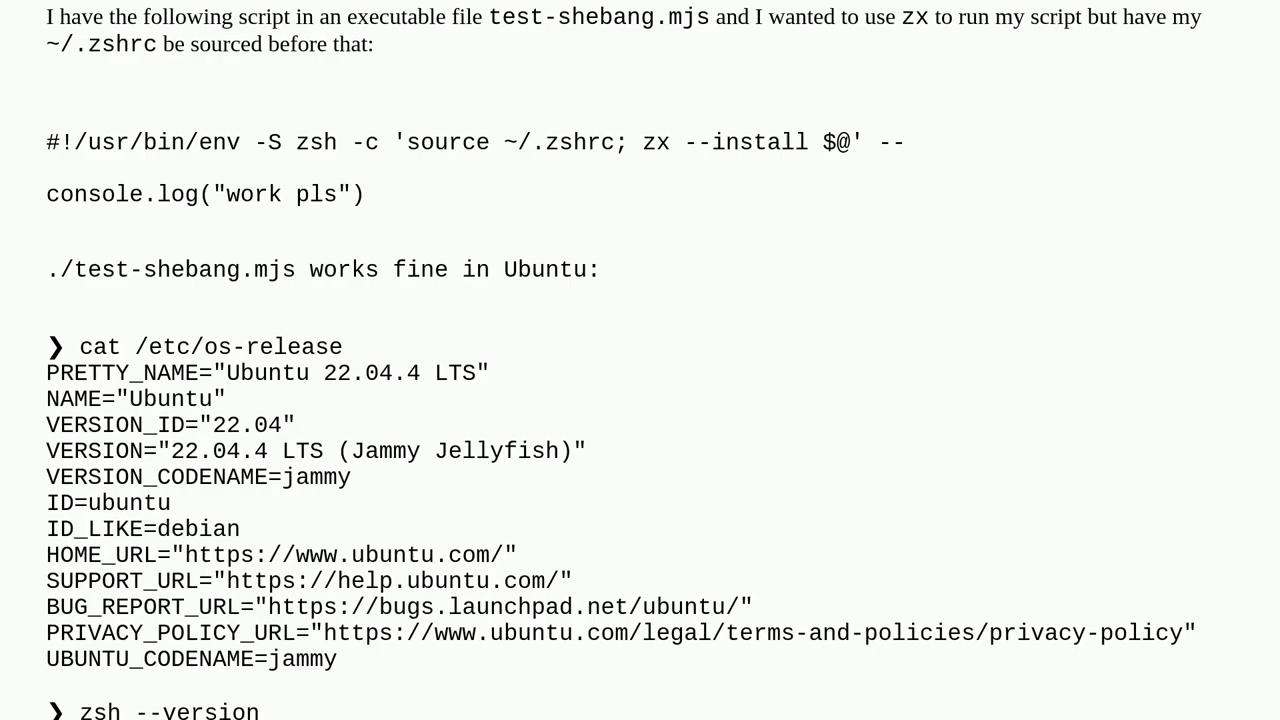 I have the following script in an executable file test-shebang.mjs and I wanted to use zx to run my script but have my
~/.zshrc be sourced before that:
#!/usr/bin/env -S zsh -c 'source ~/.zshrc; zx --install $@' --
console.log("work pls")
./test-shebang.mjs works fine in Ubuntu:
❯ cat /etc/os-release
PRETTY_NAME="Ubuntu 22.04.4 LTS"
NAME="Ubuntu"
VERSION_ID="22.04"
VERSION="22.04.4 LTS (Jammy Jellyfish)"
VERSION_CODENAME=jammy
ID=ubuntu
ID_LIKE=debian
HOME_URL="https://www.ubuntu.com/"
SUPPORT_URL="https://help.ubuntu.com/"
BUG_REPORT_URL="https://bugs.launchpad.net/ubuntu/"
PRIVACY_POLICY_URL="https://www.ubuntu.com/legal/terms-and-policies/privacy-policy"
UBUNTU_CODENAME=jammy
❯ zsh --version